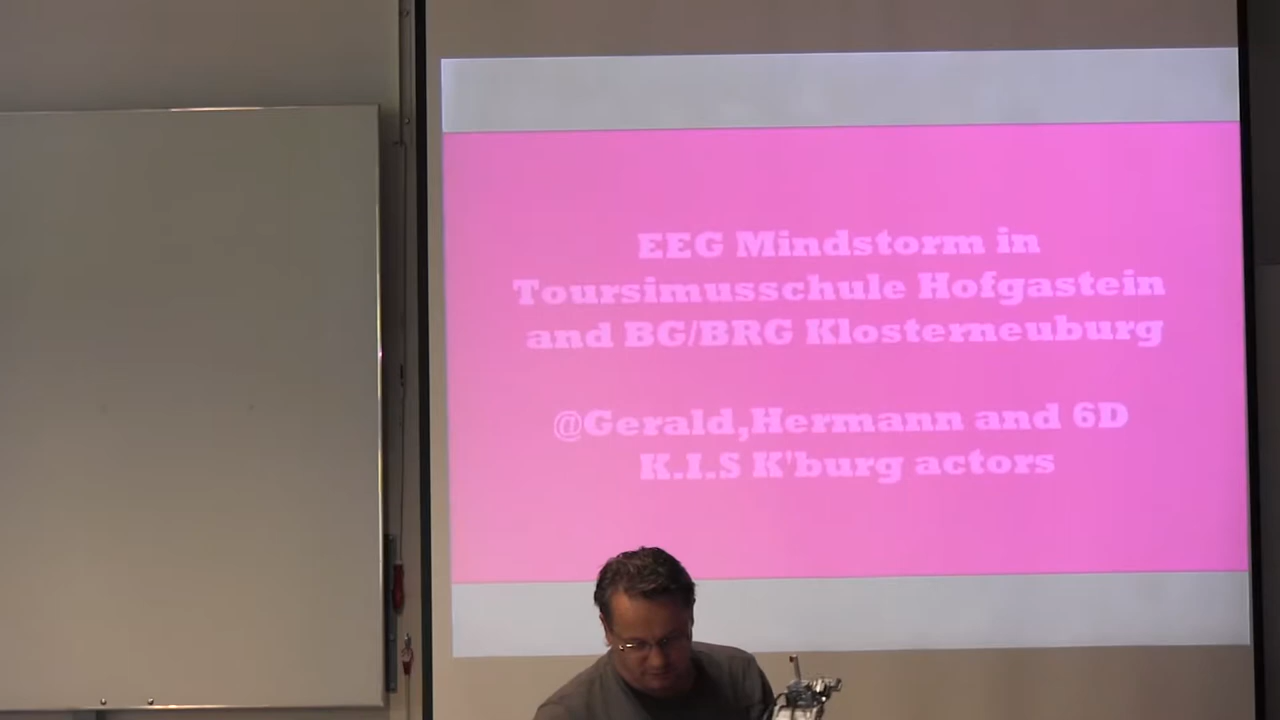 EEG Mindstorm in
Toursimusschule Hofgastein
and BG/BRG Klosterneuburg
@Gerald,Hermann and 6D
K.I.S K'burg actors